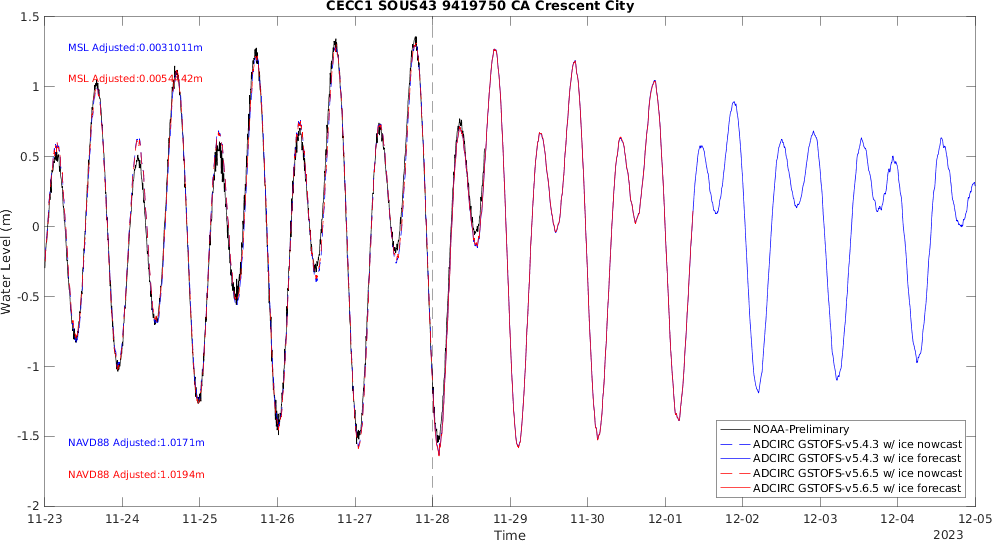 CECC1 SOUS43 9419750 CA Crescent City
1.5
1
0.5
0
-0.5
-1
-1.5
-2
Water Level (m)
MSL Adjusted:0.0031011m
MSL Adjusted:0.0054142m
NAVD88 Adjusted:1.0171m
NAVD88 Adjusted:1.0194m
NOAA-Preliminary
ADCIRC GSTOFS-v5.4.3 w/ ice nowcast
ADCIRC GSTOFS-v5.4.3 w/ ice forecast
ADCIRC GSTOFS-v5.6.5 w/ ice nowcast
ADCIRC GSTOFS-v5.6.5 w/ ice forecast
11-23 11-24 11-25 11-26 11-27 11-28 11-29 11-30 12-01 12-02 12-03 12-04 12-05
Time
2023